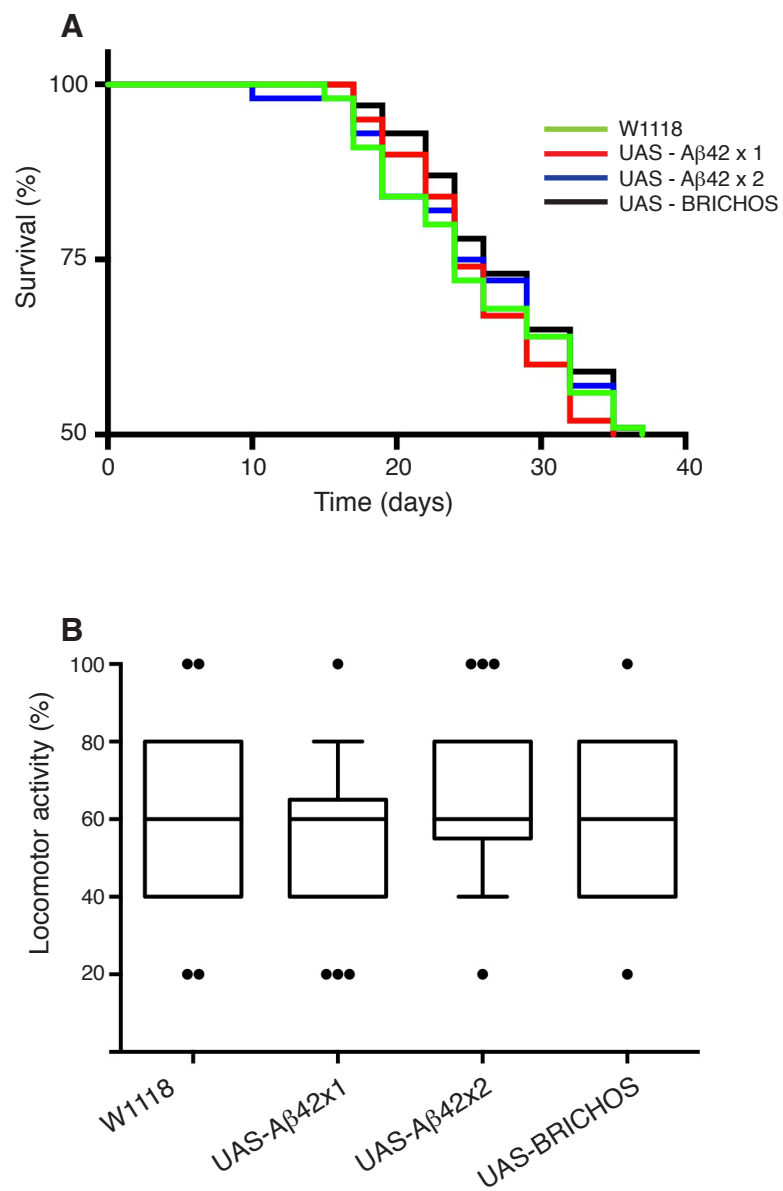 A
100
75
50
Survival (%)
0 10 20 30 40
Time (days)
W1118
UAS - Aβ42 x 1
UAS - Aβ42 x 2
UAS - BRICHOS
B
100
80
60
40
20
Locomotor activity (%)
W1118
UAS-Aβ42x1
UAS-Aβ42x2
UAS-BRICHOS